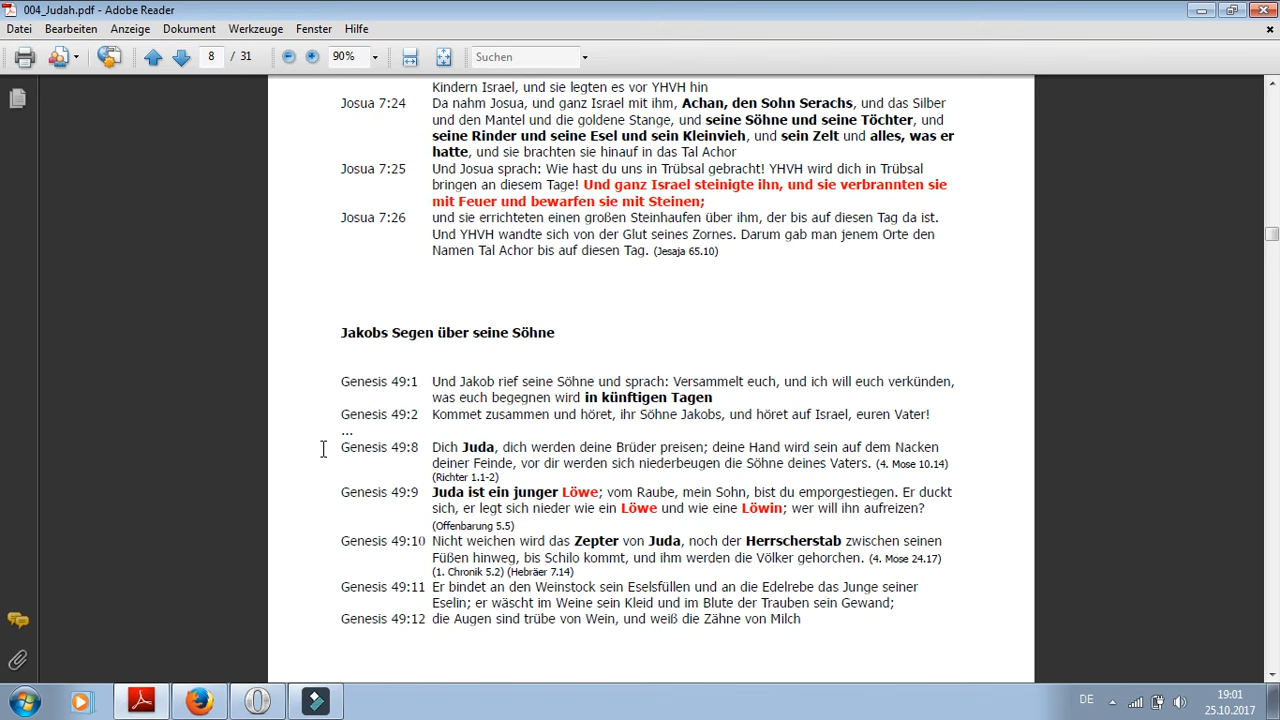 004_Judah.pdf - Adobe Reader
Datei Bearbeiten Anzeige Dokument Werkzeuge Fenster Hilfe
8 / 31 90% Suchen
Kindern Israel, und sie legten es vor YHVH hin
Josua 7:24 Da nahm Josua, und ganz Israel mit ihm, Achan, den Sohn Serachs, und das Silber
und den Mantel und die goldene Stange, und seine Söhne und seine Töchter, und
seine Rinder und seine Esel und sein Kleinvieh, und sein Zelt und alles, was er
hatte, und sie brachten sie hinauf in das Tal Achor
Josua 7:25 Und Josua sprach: Wie hast du uns in Trübsal gebracht! YHVH wird dich in Trübsal
bringen an diesem Tage! Und ganz Israel steinigte ihn, und sie verbrannten sie
mit Feuer und bewarfen sie mit Steinen;
Josua 7:26 und sie errichteten einen großen Steinhaufen über ihm, der bis auf diesen Tag da ist.
Und YHVH wandte sich von der Glut seines Zornes. Darum gab man jenem Orte den
Namen Tal Achor bis auf diesen Tag. (Jesaja 65.10)
Jakobs Segen über seine Söhne
Genesis 49:1 Und Jakob rief seine Söhne und sprach: Versammelt euch, und ich will euch verkünden,
was euch begegnen wird in künftigen Tagen
Genesis 49:2 Kommet zusammen und höret, ihr Söhne Jakobs, und höret auf Israel, euren Vater!
...
Genesis 49:8 Dich Juda, dich werden deine Brüder preisen; deine Hand wird sein auf dem Nacken
deiner Feinde, vor dir werden sich niederbeugen die Söhne deines Vaters. (4. Mose 10.14)
(Richter 1.1-2)
Genesis 49:9 Juda ist ein junger Löwe; vom Raube, mein Sohn, bist du emporgestiegen. Er duckt
sich, er legt sich nieder wie ein Löwe und wie eine Löwin; wer will ihn aufreizen?
(Offenbarung 5.5)
Genesis 49:10 Nicht weichen wird das Zepter von Juda, noch der Herrscherstab zwischen seinen
Füßen hinweg, bis Schilo kommt, und ihm werden die Völker gehorchen. (4. Mose 24.17)
(1. Chronik 5.2) (Hebräer 7.14)
Genesis 49:11 Er bindet an den Weinstock sein Eselsfüllen und an die Edelrebe das Junge seiner
Eselin; er wäscht im Weine sein Kleid und im Blute der Trauben sein Gewand;
Genesis 49:12 die Augen sind trübe von Wein, und weiß die Zähne von Milch
DE 19:01
25.10.2017